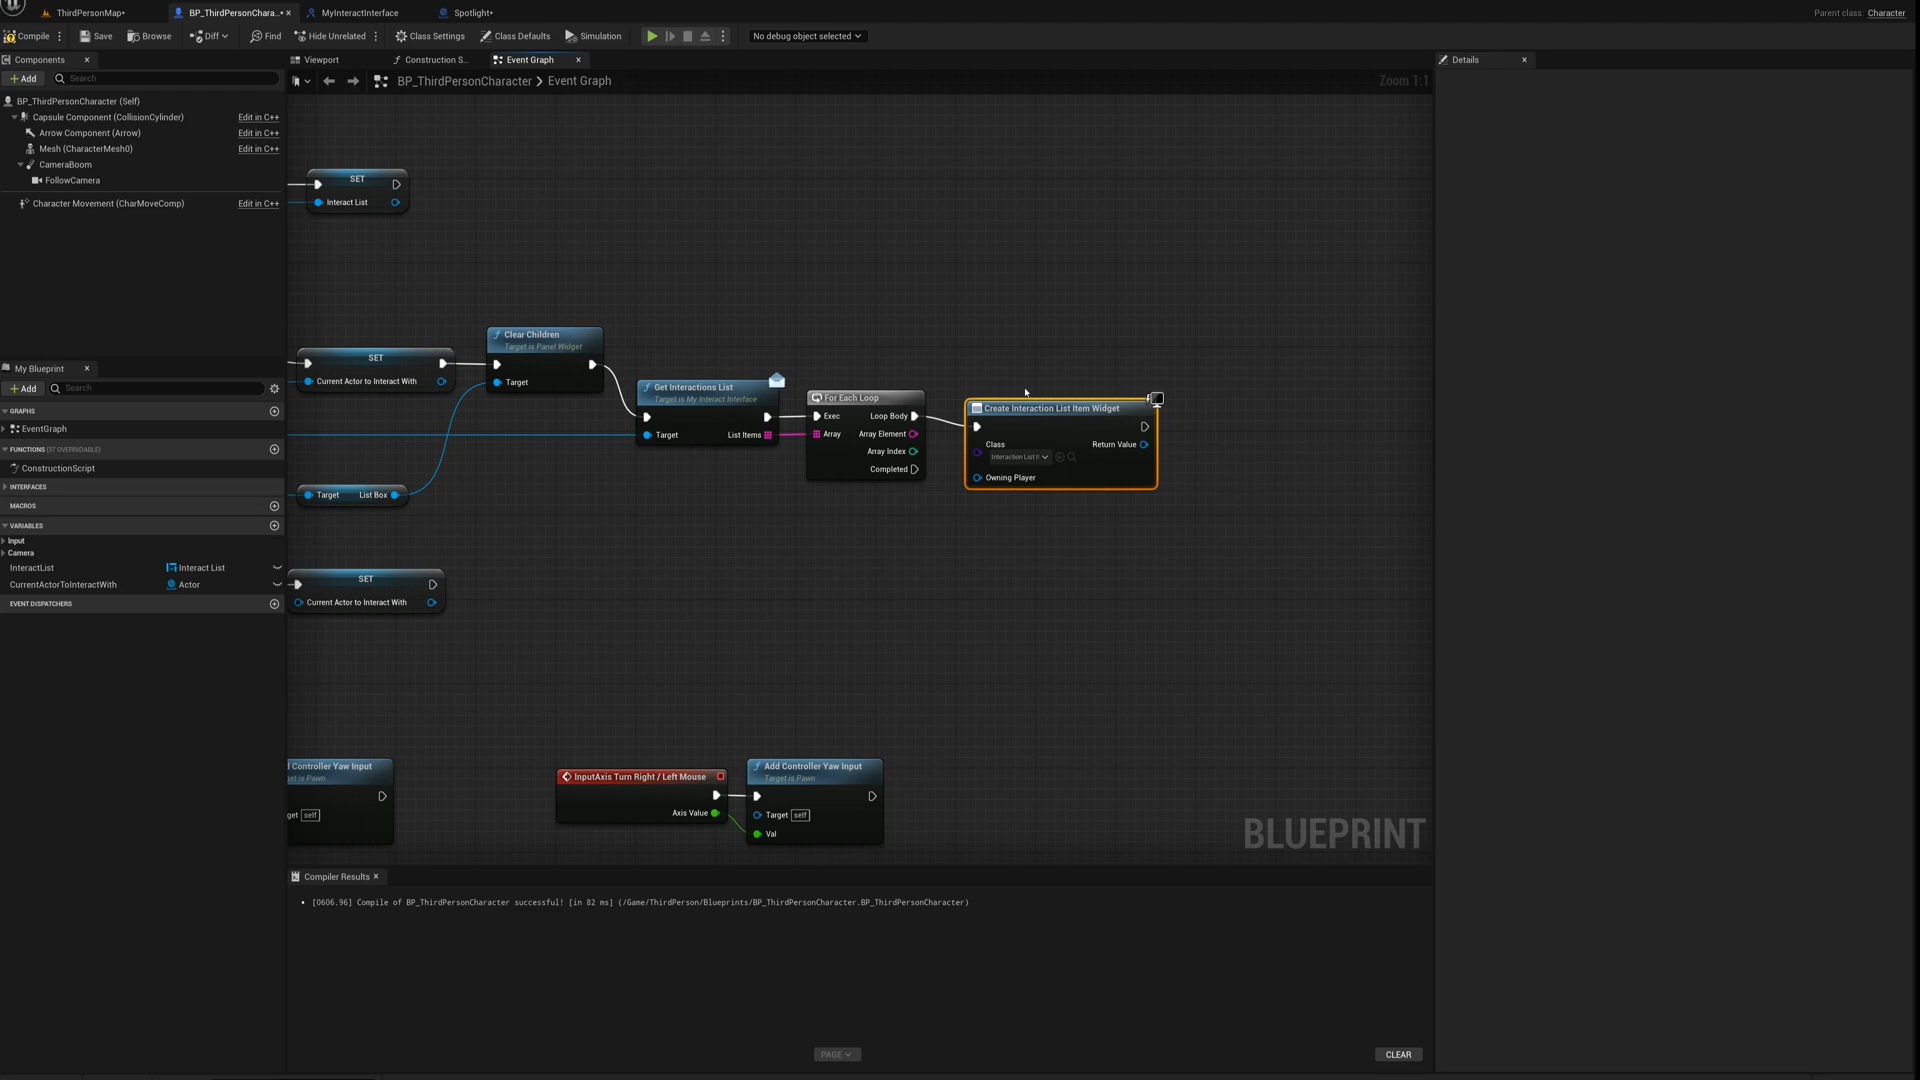 ThirdPersonMap•
BP_ThirdPersonChara...•
MyInteractInterface
Spotlight•
Parent class: Character
Compile
Save
Browse
Diff
Find
Hide Unrelated
Class Settings
Class Defaults
Simulation
No debug object selected
Components
Add
Search
BP_ThirdPersonCharacter (Self)
Capsule Component (CollisionCylinder)
Edit in C++
Arrow Component (Arrow)
Edit in C++
Mesh (CharacterMesh0)
Edit in C++
CameraBoom
FollowCamera
Character Movement (CharMoveComp)
Edit in C++
My Blueprint
Add
Search
GRAPHS
EventGraph
FUNCTIONS (37 OVERRIDABLE)
ConstructionScript
INTERFACES
MACROS
VARIABLES
Input
Camera
InteractList
Interact List
CurrentActorToInteractWith
Actor
EVENT DISPATCHERS
Viewport
Construction S...
Event Graph
BP_ThirdPersonCharacter > Event Graph
Zoom 1:1
SET
Interact List
SET
Current Actor to Interact With
Clear Children
Target is Panel Widget
Target
Get Interactions List
Target is My Interact Interface
Target
List Items
For Each Loop
Exec
Loop Body
Array
Array Element
Array Index
Completed
Create Interaction List Item Widget
Class
Return Value
Interaction List I
Owning Player
Target
List Box
SET
Current Actor to Interact With
Controller Yaw Input
get is Pawn
get
self
InputAxis Turn Right / Left Mouse
Axis Value
Add Controller Yaw Input
Target is Pawn
Target
self
Val
BLUEPRINT
Compiler Results
• [0606.96] Compile of BP_ThirdPersonCharacter successful! [in 82 ms] (/Game/ThirdPerson/Blueprints/BP_ThirdPersonCharacter.BP_ThirdPersonCharacter)
PAGE
CLEAR
Details